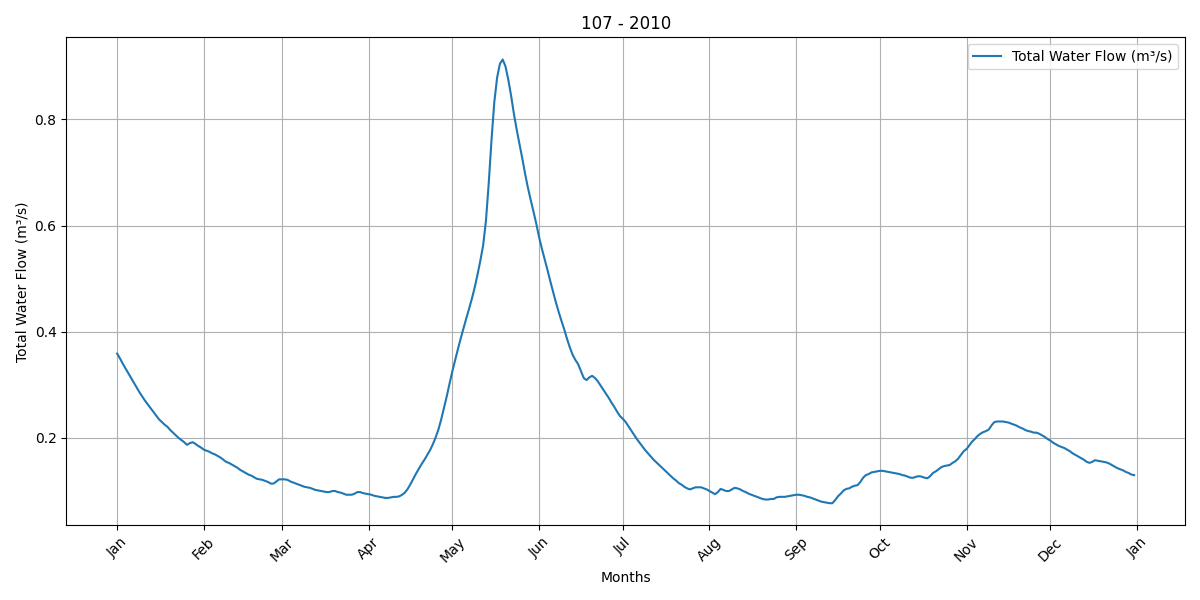 107 - 2010
Total Water Flow (m³/s)
Total Water Flow (m³/s)
0.8
0.6
0.4
0.2
Jan
Feb
Mar
Apr
May
Jun
Jul
Aug
Sep
Oct
Nov
Dec
Jan
Months